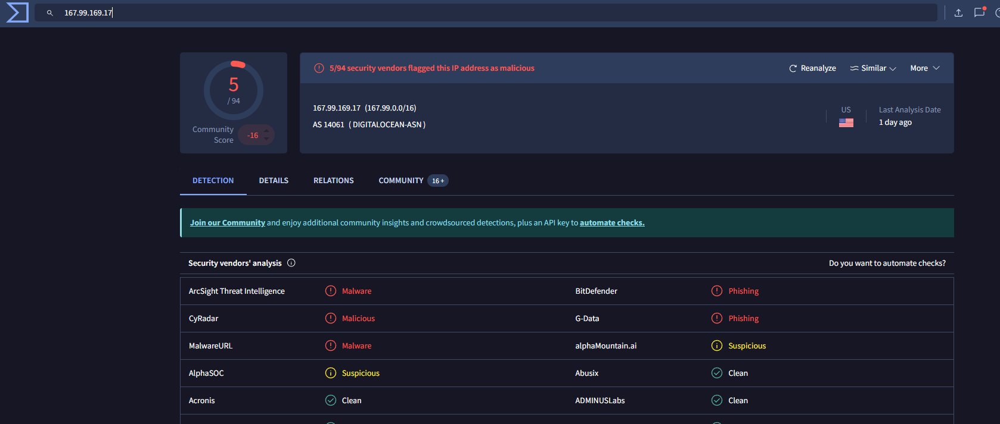 167.99.169.17
5
/ 94
Community Score
-16
5/94 security vendors flagged this IP address as malicious
Reanalyze
Similar
More
167.99.169.17 (167.99.0.0/16)
AS 14061 ( DIGITALOCEAN-ASN )
US
Last Analysis Date
1 day ago
DETECTION
DETAILS
RELATIONS
COMMUNITY 16 +
Join our Community and enjoy additional community insights and crowdsourced detections, plus an API key to automate checks.
Security vendors' analysis
Do you want to automate checks?
ArcSight Threat Intelligence Malware BitDefender Phishing
CyRadar Malicious G-Data Phishing
MalwareURL Malware alphaMountain.ai Suspicious
AlphaSOC Suspicious Abusix Clean
Acronis Clean ADMINUSLabs Clean